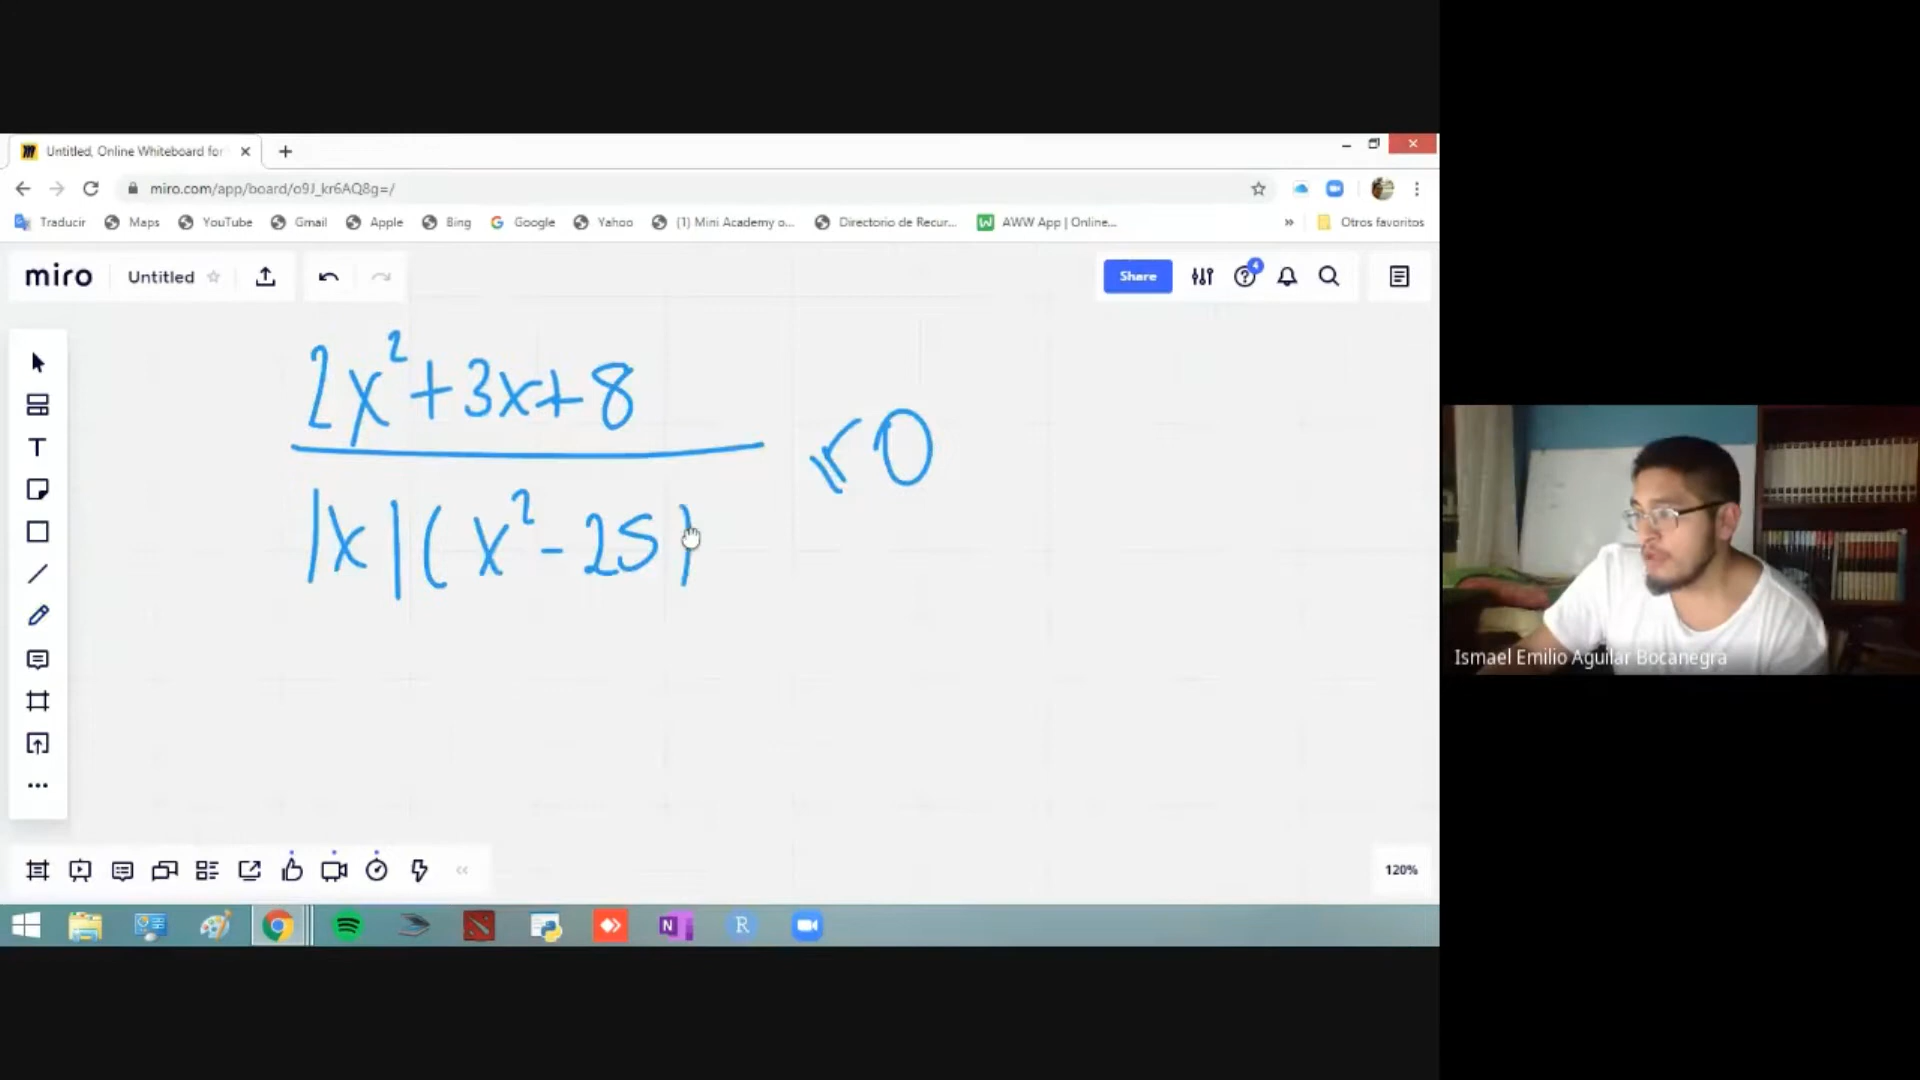 Untitled, Online Whiteboard for
miro.com/app/board/o9J_kr6AQ8g=/
Traducir Maps YouTube Gmail Apple Bing Google Yahoo (1) Mini Academy o... Directorio de Recur... AWW App | Online... » Otros favoritos
miro Untitled Share 4
2x² + 3x + 8
≤ 0
|x| (x² - 25)
Ismael Emilio Aguilar Bocanegra
120%